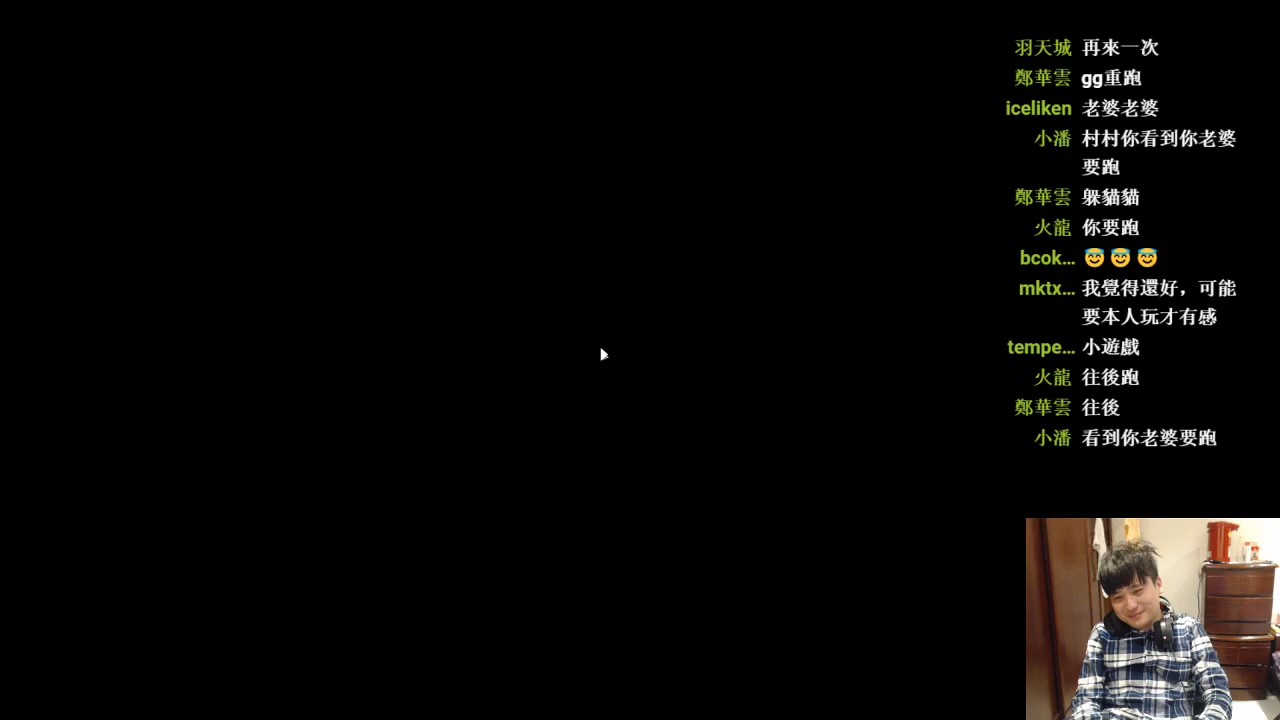 羽天城 再來一次
鄭華雲 gg重跑
iceliken 老婆老婆
小潘 村村你看到你老婆
要跑
鄭華雲 躲貓貓
火龍 你要跑
bcok… 😇😇😇
mktx… 我覺得還好，可能
要本人玩才有感
tempe… 小遊戲
火龍 往後跑
鄭華雲 往後
小潘 看到你老婆要跑